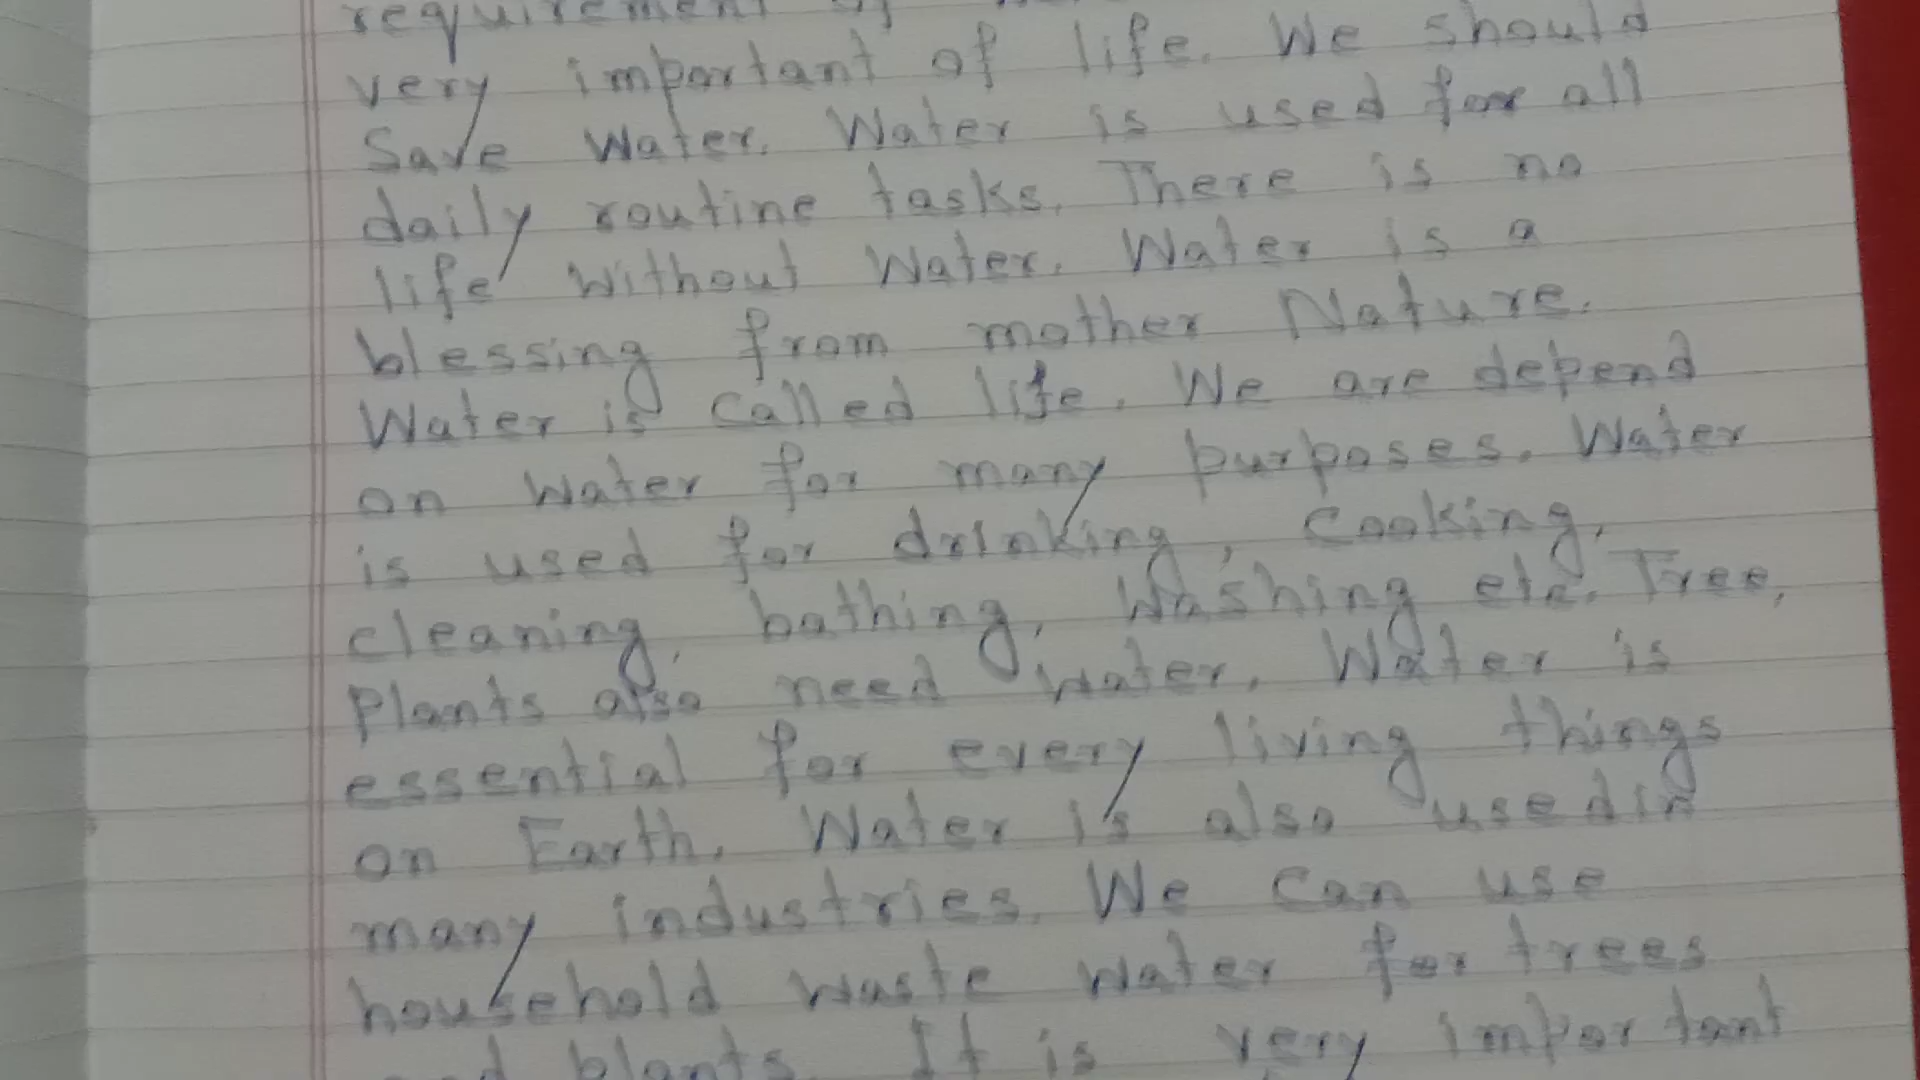 requirement of
very important of life. We should
Save Water. Water is used for all
daily routine tasks. There is no
life Without Water. Water is a
blessing from mother Nature.
Water is called life. We are depend
on Water for many purposes. Water
is used for drinking, cooking,
cleaning, bathing, Washing etc. Tree,
Plants also need water. Water is
essential for every living things
on Earth. Water is also used in
many industries. We can use
household waste water for trees
and plants. It is very important